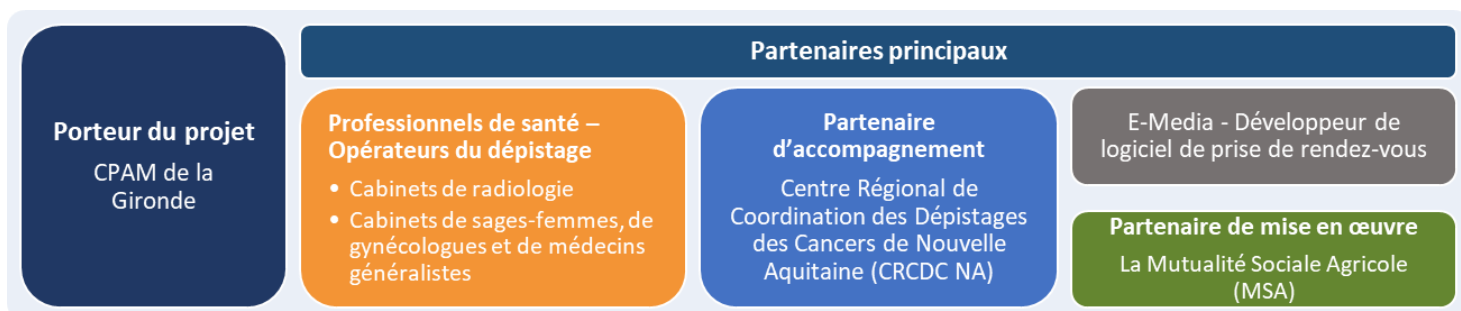 Porteur du projet
CPAM de la
Gironde
Partenaires principaux
Professionnels de santé –
Opérateurs du dépistage
• Cabinets de radiologie
• Cabinets de sages-femmes, de
gynécologues et de médecins
généralistes
Partenaire
d’accompagnement
Centre Régional de
Coordination des Dépistages
des Cancers de Nouvelle
Aquitaine (CRCDC NA)
E-Media - Développeur de
logiciel de prise de rendez-vous
Partenaire de mise en œuvre
La Mutualité Sociale Agricole
(MSA)